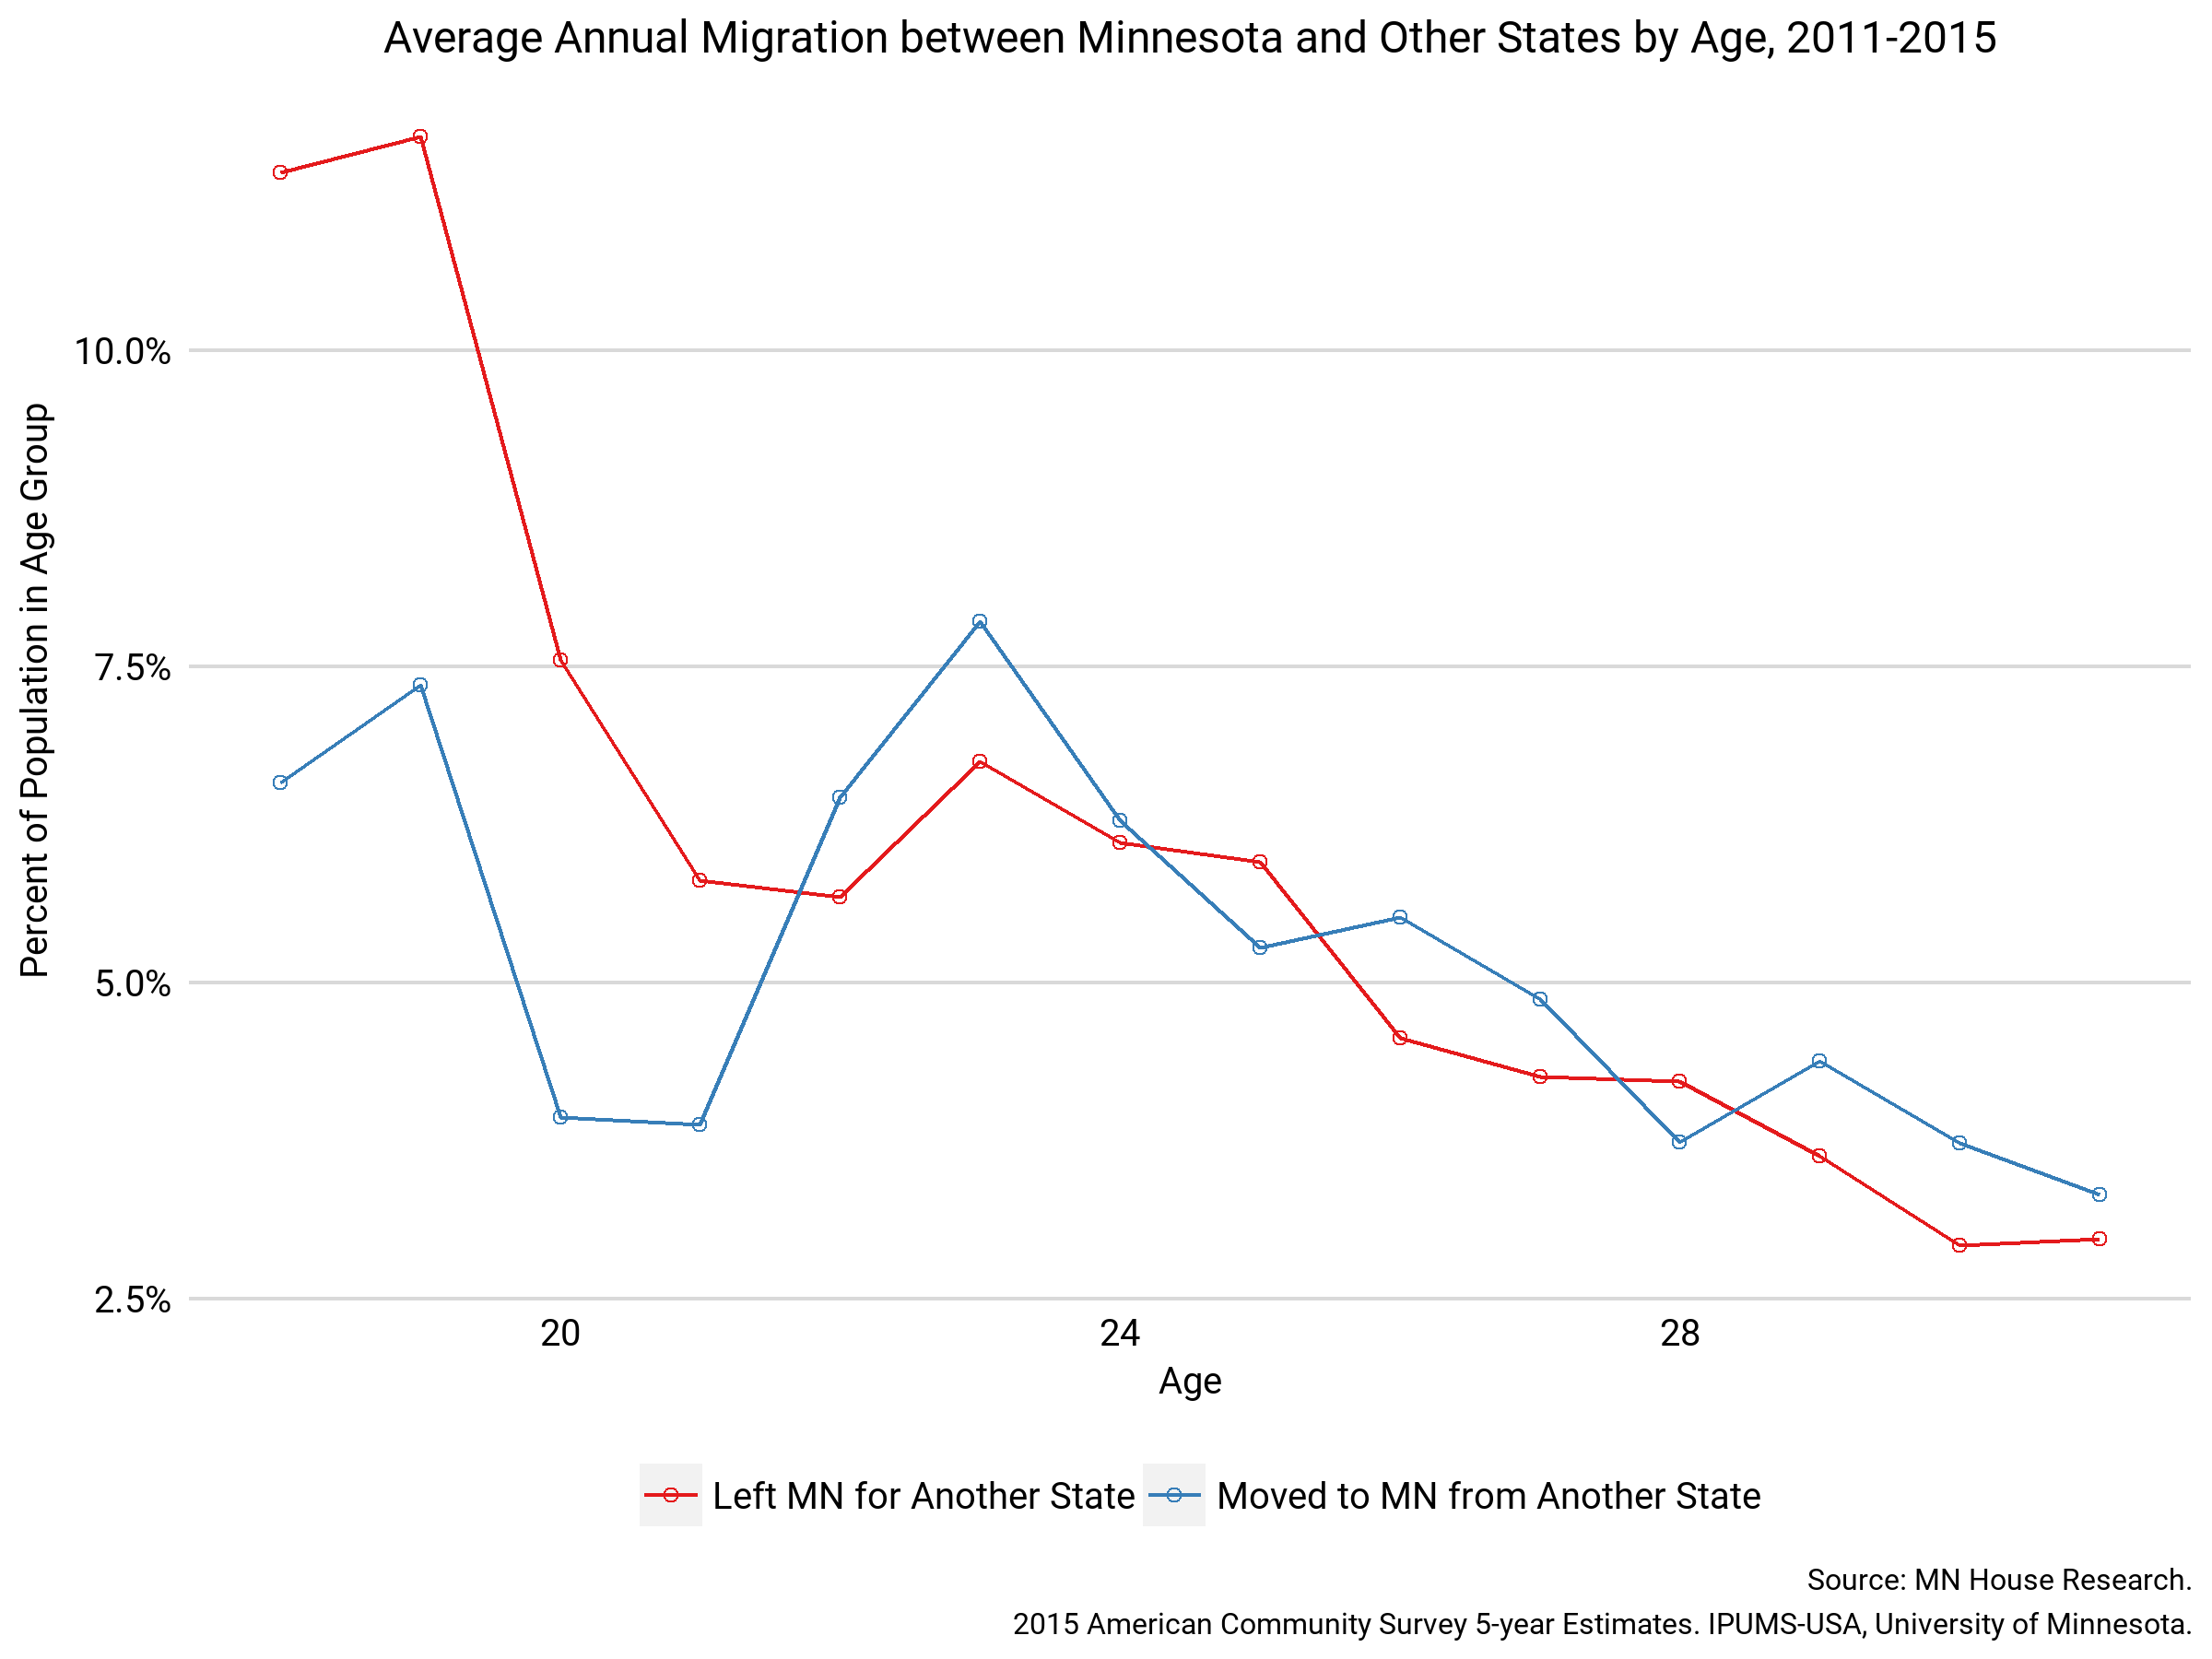 Average Annual Migration between Minnesota and Other States by Age, 2011-2015
Percent of Population in Age Group
10.0%
7.5%
5.0%
2.5%
20 24 28
Age
Left MN for Another State Moved to MN from Another State
Source: MN House Research.
2015 American Community Survey 5-year Estimates. IPUMS-USA, University of Minnesota.